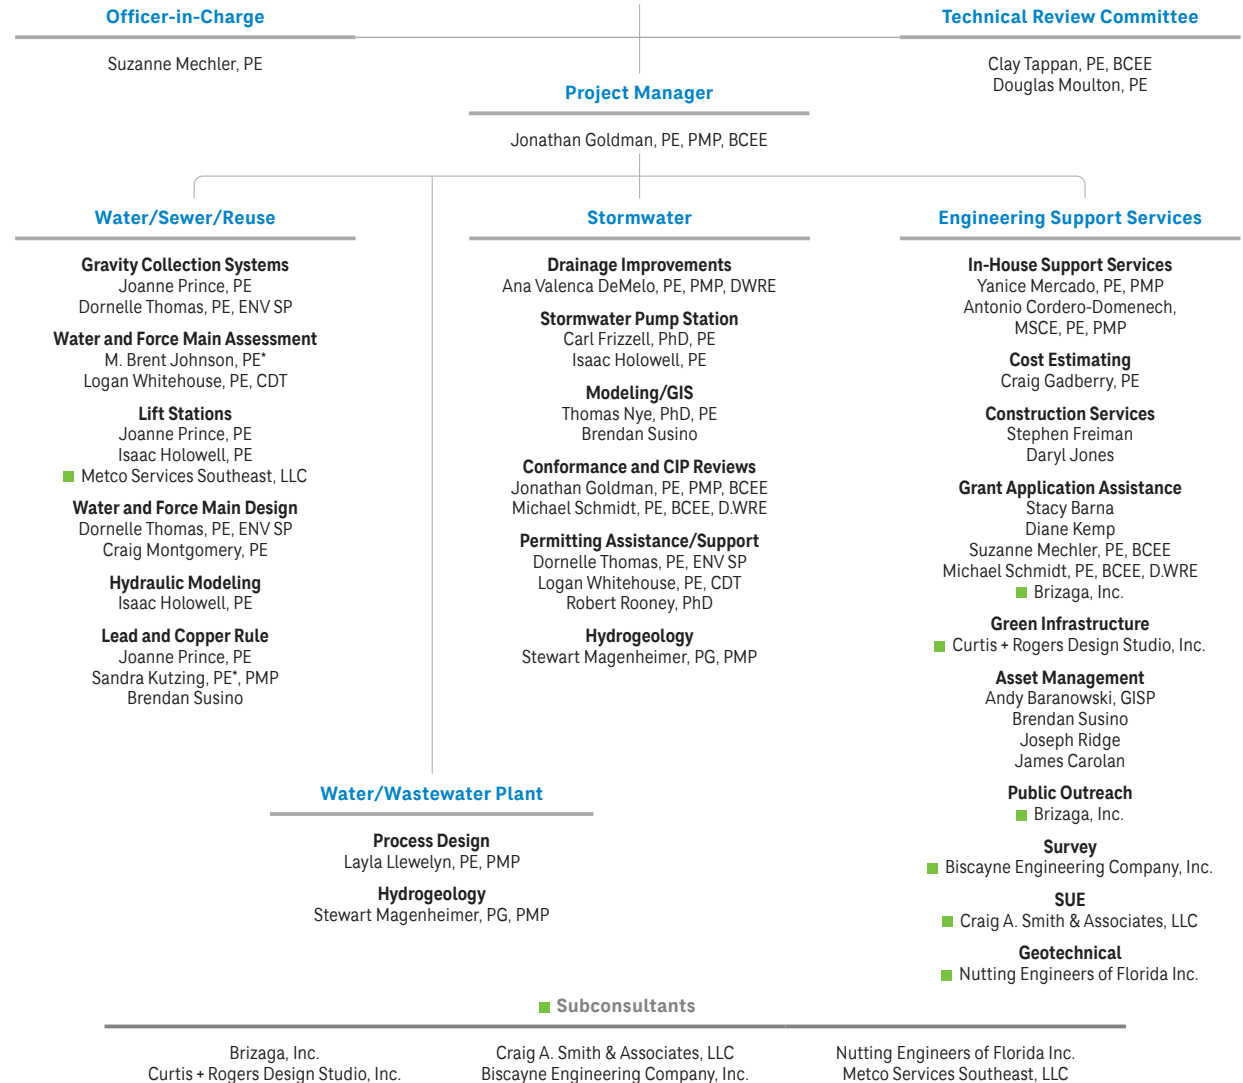 Officer-in-Charge
Suzanne Mechler, PE
Technical Review Committee
Clay Tappan, PE, BCEE
Douglas Moulton, PE
Project Manager
Jonathan Goldman, PE, PMP, BCEE
Water/Sewer/Reuse
Gravity Collection Systems
Joanne Prince, PE
Dornelle Thomas, PE, ENV SP
Water and Force Main Assessment
M. Brent Johnson, PE*
Logan Whitehouse, PE, CDT
Lift Stations
Joanne Prince, PE
Isaac Holowell, PE
Metco Services Southeast, LLC
Water and Force Main Design
Dornelle Thomas, PE, ENV SP
Craig Montgomery, PE
Hydraulic Modeling
Isaac Holowell, PE
Lead and Copper Rule
Joanne Prince, PE
Sandra Kutzing, PE*, PMP
Brendan Susino
Stormwater
Drainage Improvements
Ana Valenca DeMelo, PE, PMP, DWRE
Stormwater Pump Station
Carl Frizzell, PhD, PE
Isaac Holowell, PE
Modeling/GIS
Thomas Nye, PhD, PE
Brendan Susino
Conformance and CIP Reviews
Jonathan Goldman, PE, PMP, BCEE
Michael Schmidt, PE, BCEE, D.WRE
Permitting Assistance/Support
Dornelle Thomas, PE, ENV SP
Logan Whitehouse, PE, CDT
Robert Rooney, PhD
Hydrogeology
Stewart Magenheimer, PG, PMP
Engineering Support Services
In-House Support Services
Yanice Mercado, PE, PMP
Antonio Cordero-Domenech,
MSCE, PE, PMP
Cost Estimating
Craig Gadberry, PE
Construction Services
Stephen Freiman
Daryl Jones
Grant Application Assistance
Stacy Barna
Diane Kemp
Suzanne Mechler, PE, BCEE
Michael Schmidt, PE, BCEE, D.WRE
Brizaga, Inc.
Green Infrastructure
Curtis + Rogers Design Studio, Inc.
Asset Management
Andy Baranowski, GISP
Brendan Susino
Joseph Ridge
James Carolan
Public Outreach
Brizaga, Inc.
Survey
Biscayne Engineering Company, Inc.
SUE
Craig A. Smith & Associates, LLC
Geotechnical
Nutting Engineers of Florida Inc.
Water/Wastewater Plant
Process Design
Layla Llewelyn, PE, PMP
Hydrogeology
Stewart Magenheimer, PG, PMP
Subconsultants
Brizaga, Inc.
Curtis + Rogers Design Studio, Inc.
Craig A. Smith & Associates, LLC
Biscayne Engineering Company, Inc.
Nutting Engineers of Florida Inc.
Metco Services Southeast, LLC